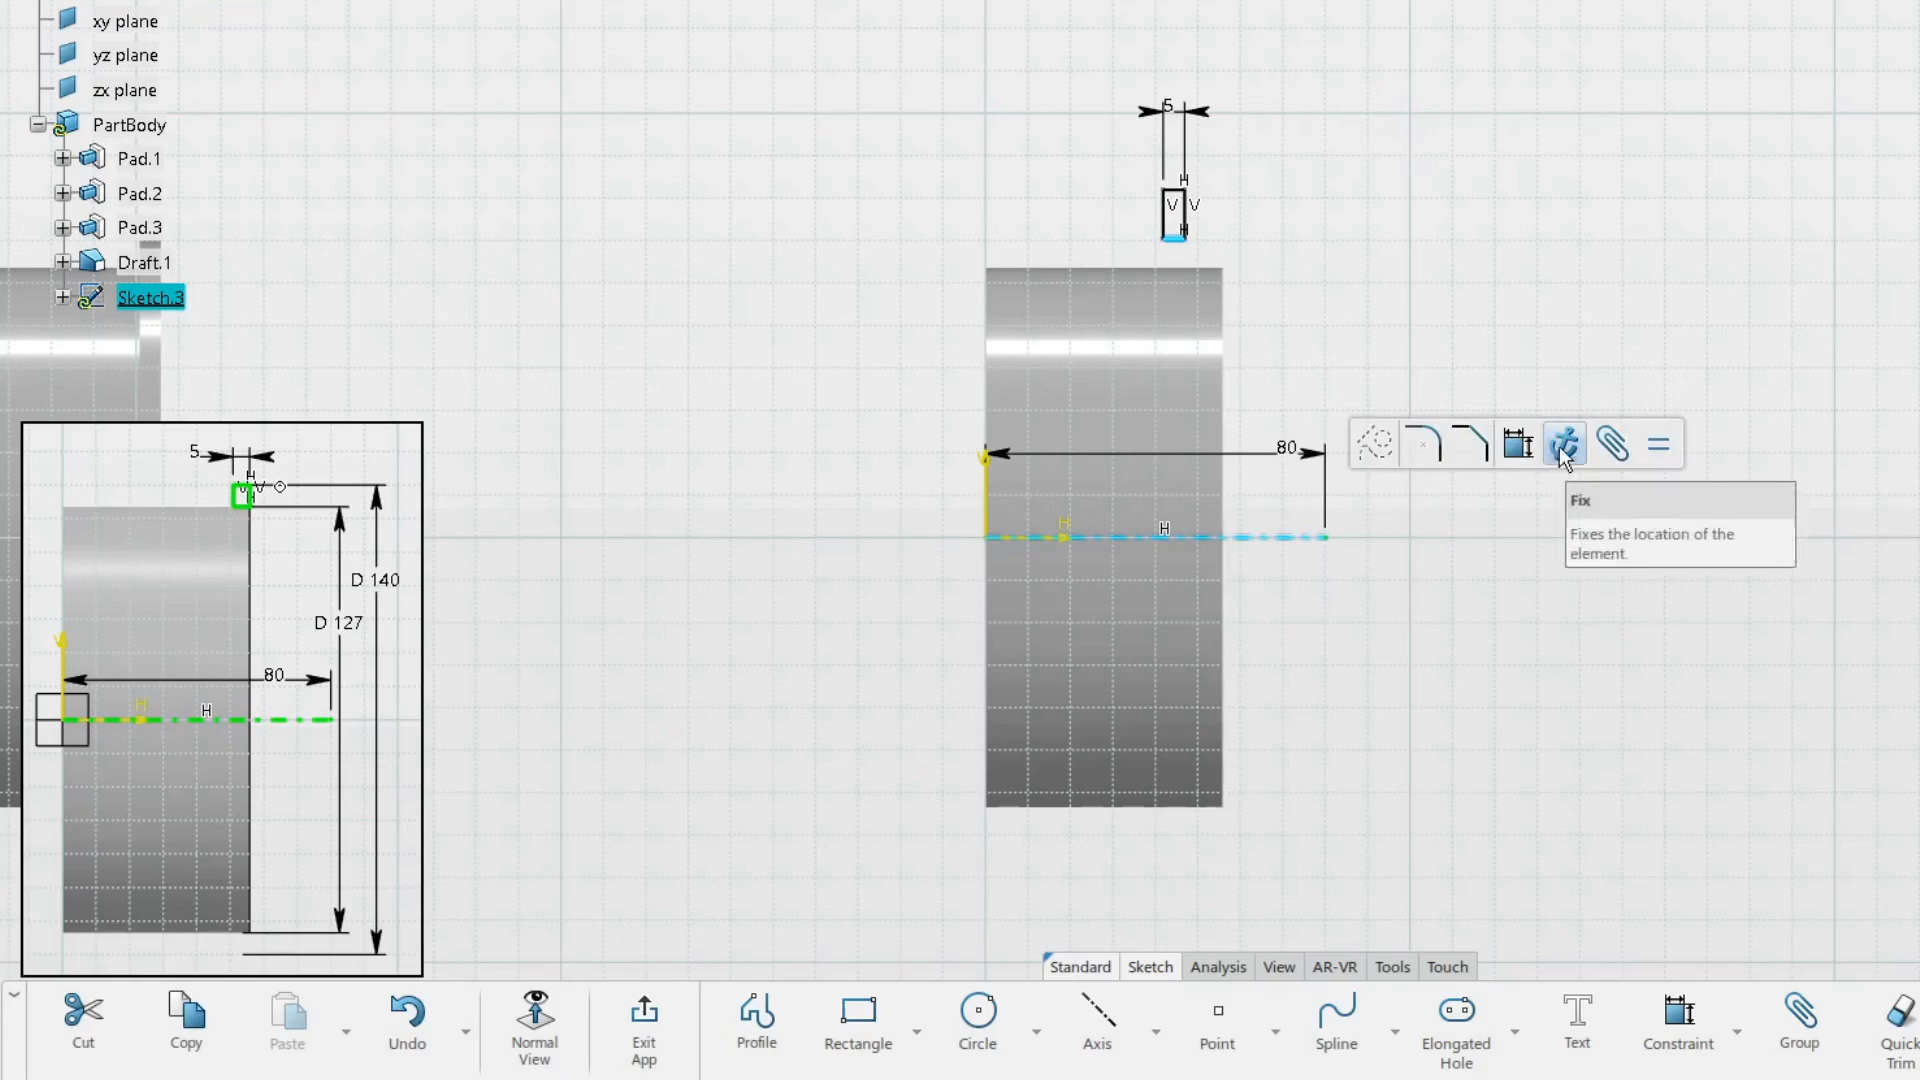 xy plane
yz plane
zx plane
PartBody
Pad.1
Pad.2
Pad.3
Draft.1
Sketch.3
5
H
V V
H
80
H
H
Fix
Fixes the location of the
element.
5
H
V V
H
D 140
D 127
80
V
H
H
Standard Sketch Analysis View AR-VR Tools Touch
Cut Copy Paste Undo Normal View Exit App Profile Rectangle Circle Axis Point Spline Elongated Hole Text Constraint Group Quick Trim